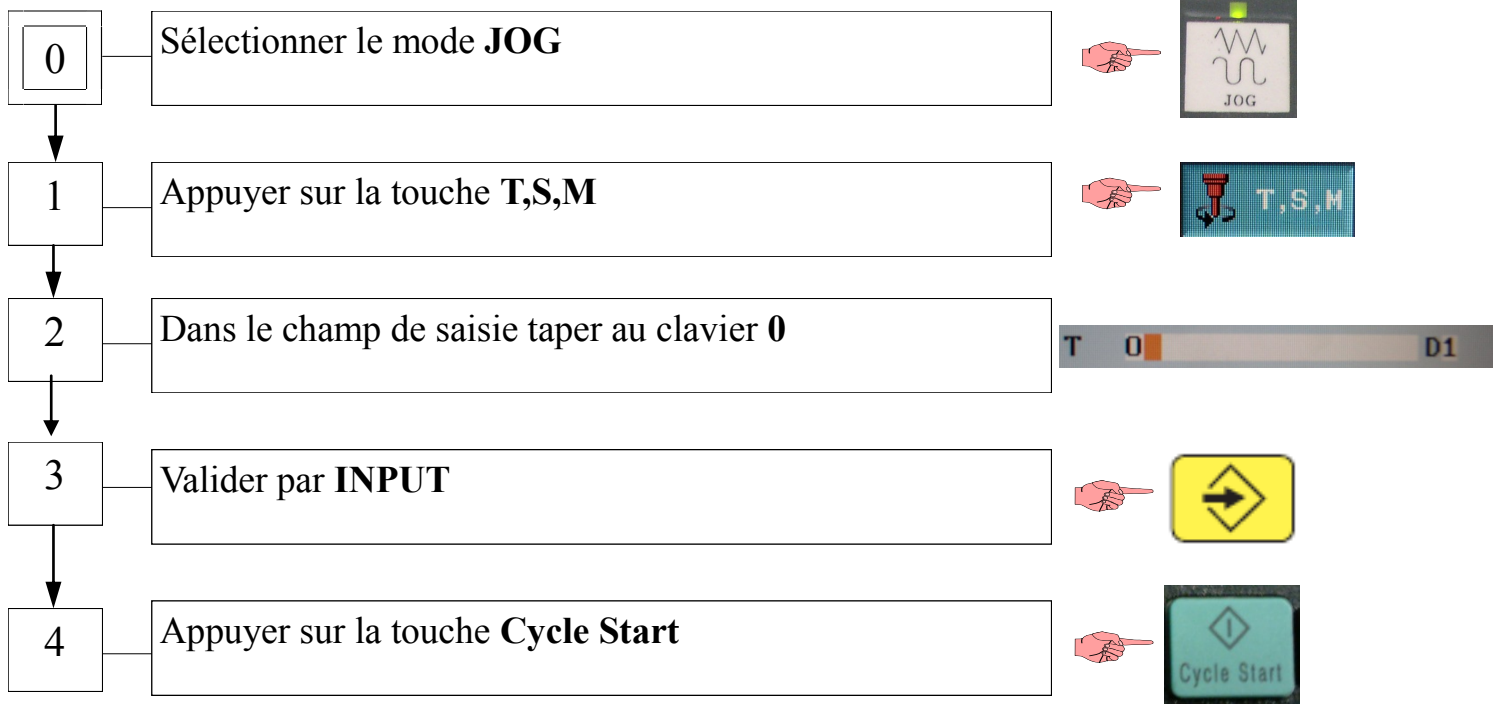 0
Sélectionner le mode JOG
JOG
1
Appuyer sur la touche T,S,M
T,S,M
2
Dans le champ de saisie taper au clavier 0
T 0 D1
3
Valider par INPUT
4
Appuyer sur la touche Cycle Start
Cycle Start